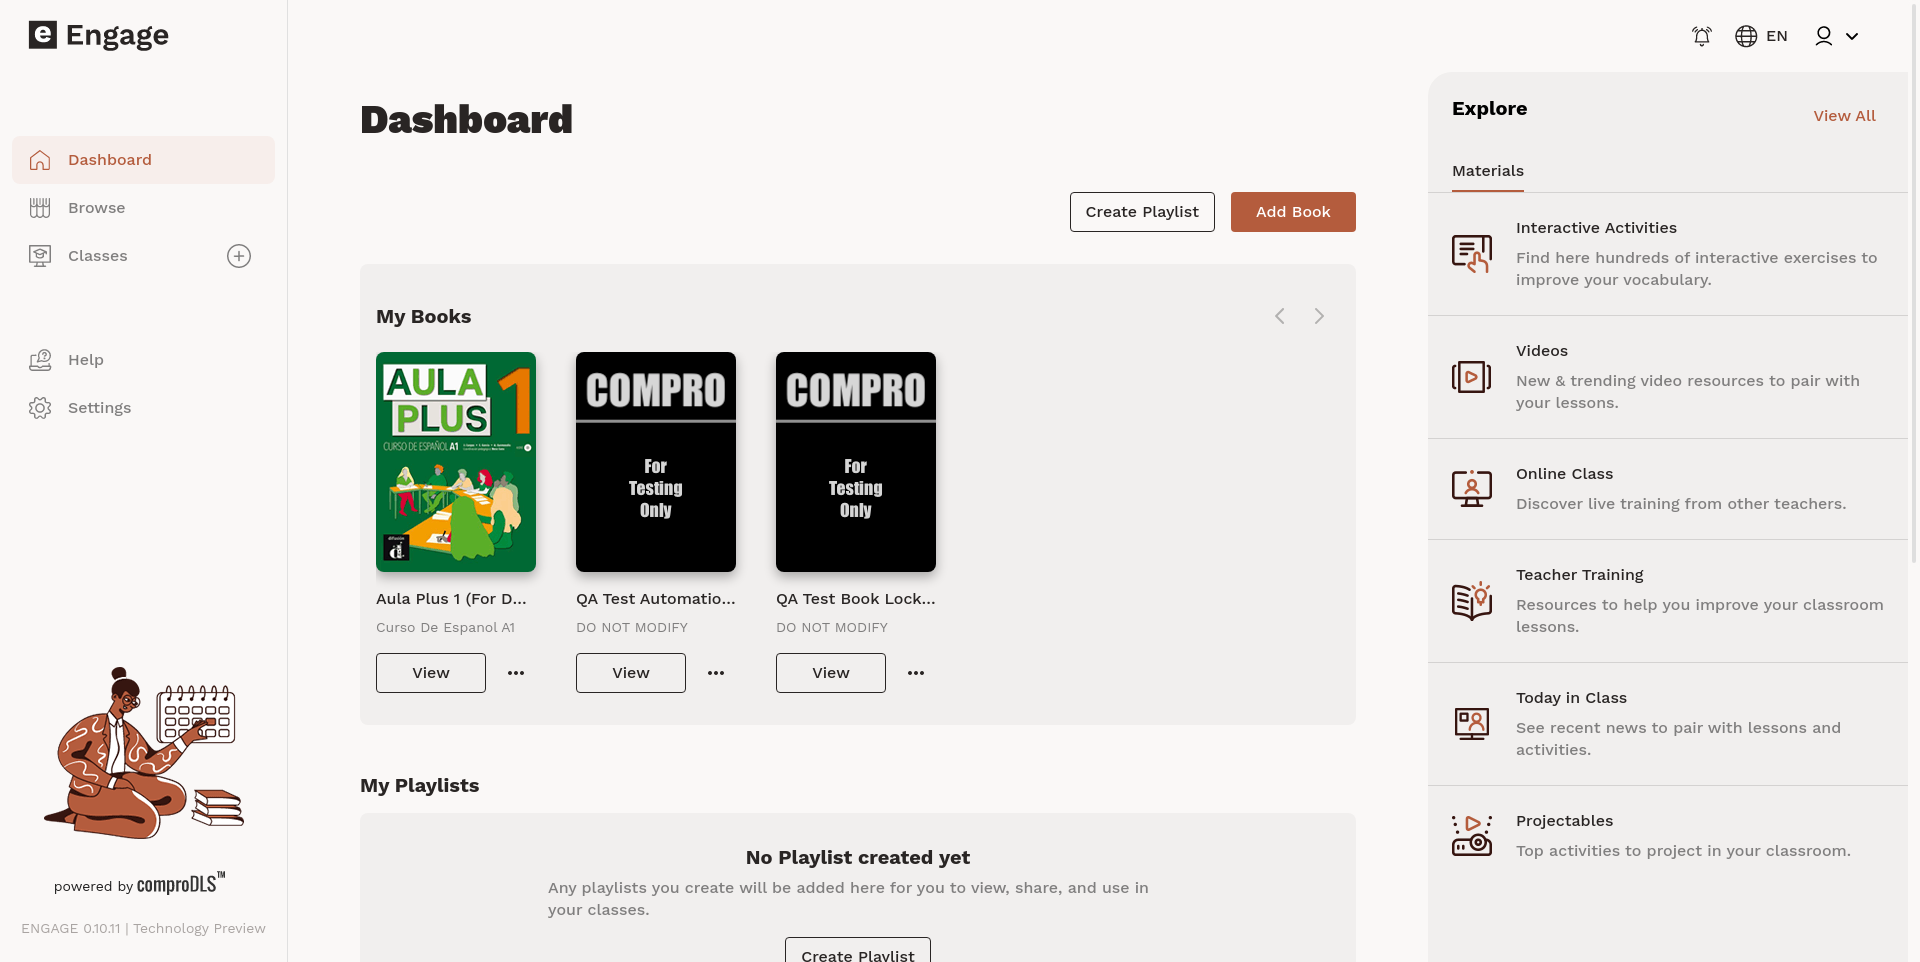 e Engage
Dashboard
Browse
Classes
Help
Settings
powered by comproDLS™
ENGAGE 0.10.11 | Technology Preview
EN
Dashboard
Create Playlist
Add Book
My Books
AULA
PLUS 1
CURSO DE ESPAÑOL A1
difusión
Aula Plus 1 (For D...
Curso De Espanol A1
View
COMPRO
For
Testing
Only
QA Test Automatio...
DO NOT MODIFY
View
COMPRO
For
Testing
Only
QA Test Book Lock...
DO NOT MODIFY
View
My Playlists
No Playlist created yet
Any playlists you create will be added here for you to view, share, and use in
your classes.
Create Playlist
Explore
View All
Materials
Interactive Activities
Find here hundreds of interactive exercises to
improve your vocabulary.
Videos
New & trending video resources to pair with
your lessons.
Online Class
Discover live training from other teachers.
Teacher Training
Resources to help you improve your classroom
lessons.
Today in Class
See recent news to pair with lessons and
activities.
Projectables
Top activities to project in your classroom.